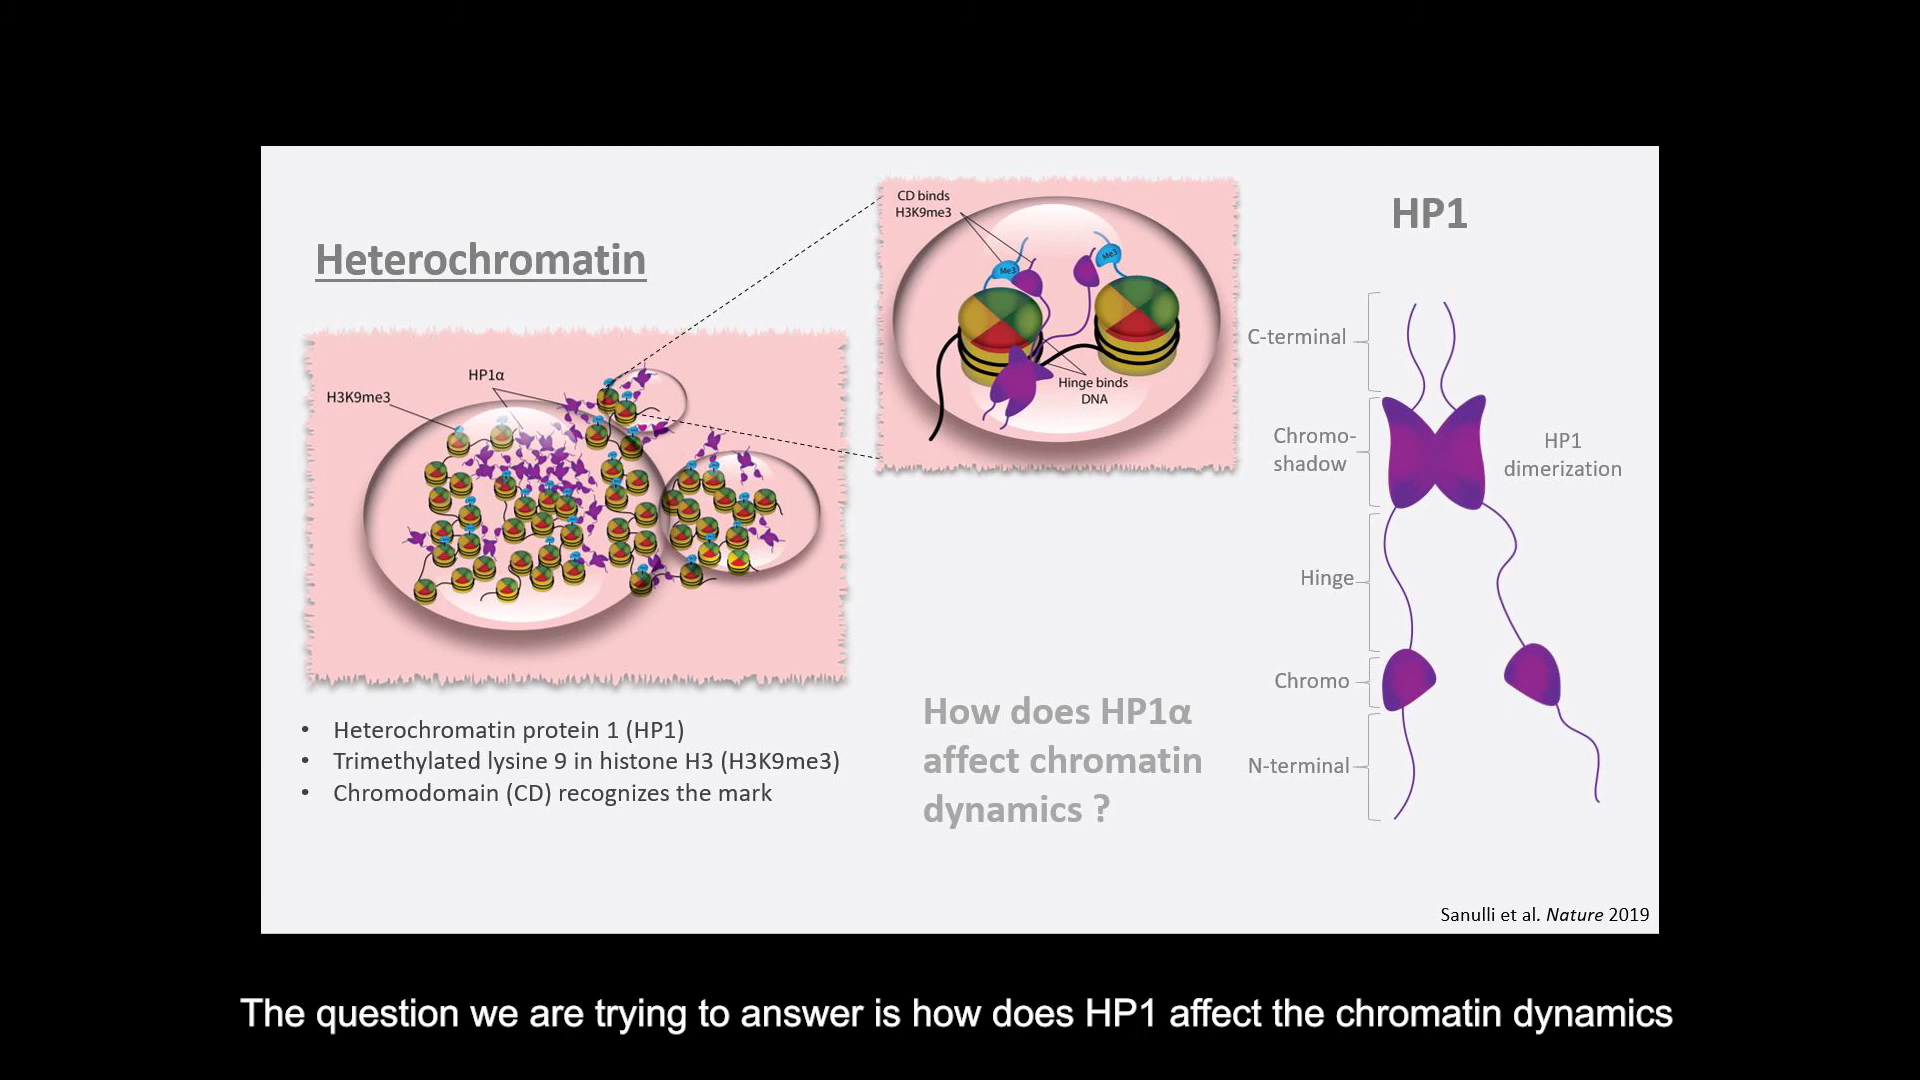 Heterochromatin
HP1α
H3K9me3
• Heterochromatin protein 1 (HP1)
• Trimethylated lysine 9 in histone H3 (H3K9me3)
• Chromodomain (CD) recognizes the mark
CD binds
H3K9me3
Me3
Me3
Hinge binds
DNA
How does HP1α
affect chromatin
dynamics ?
HP1
C-terminal
Chromo-
shadow
HP1
dimerization
Hinge
Chromo
N-terminal
Sanulli et al. Nature 2019
The question we are trying to answer is how does HP1 affect the chromatin dynamics